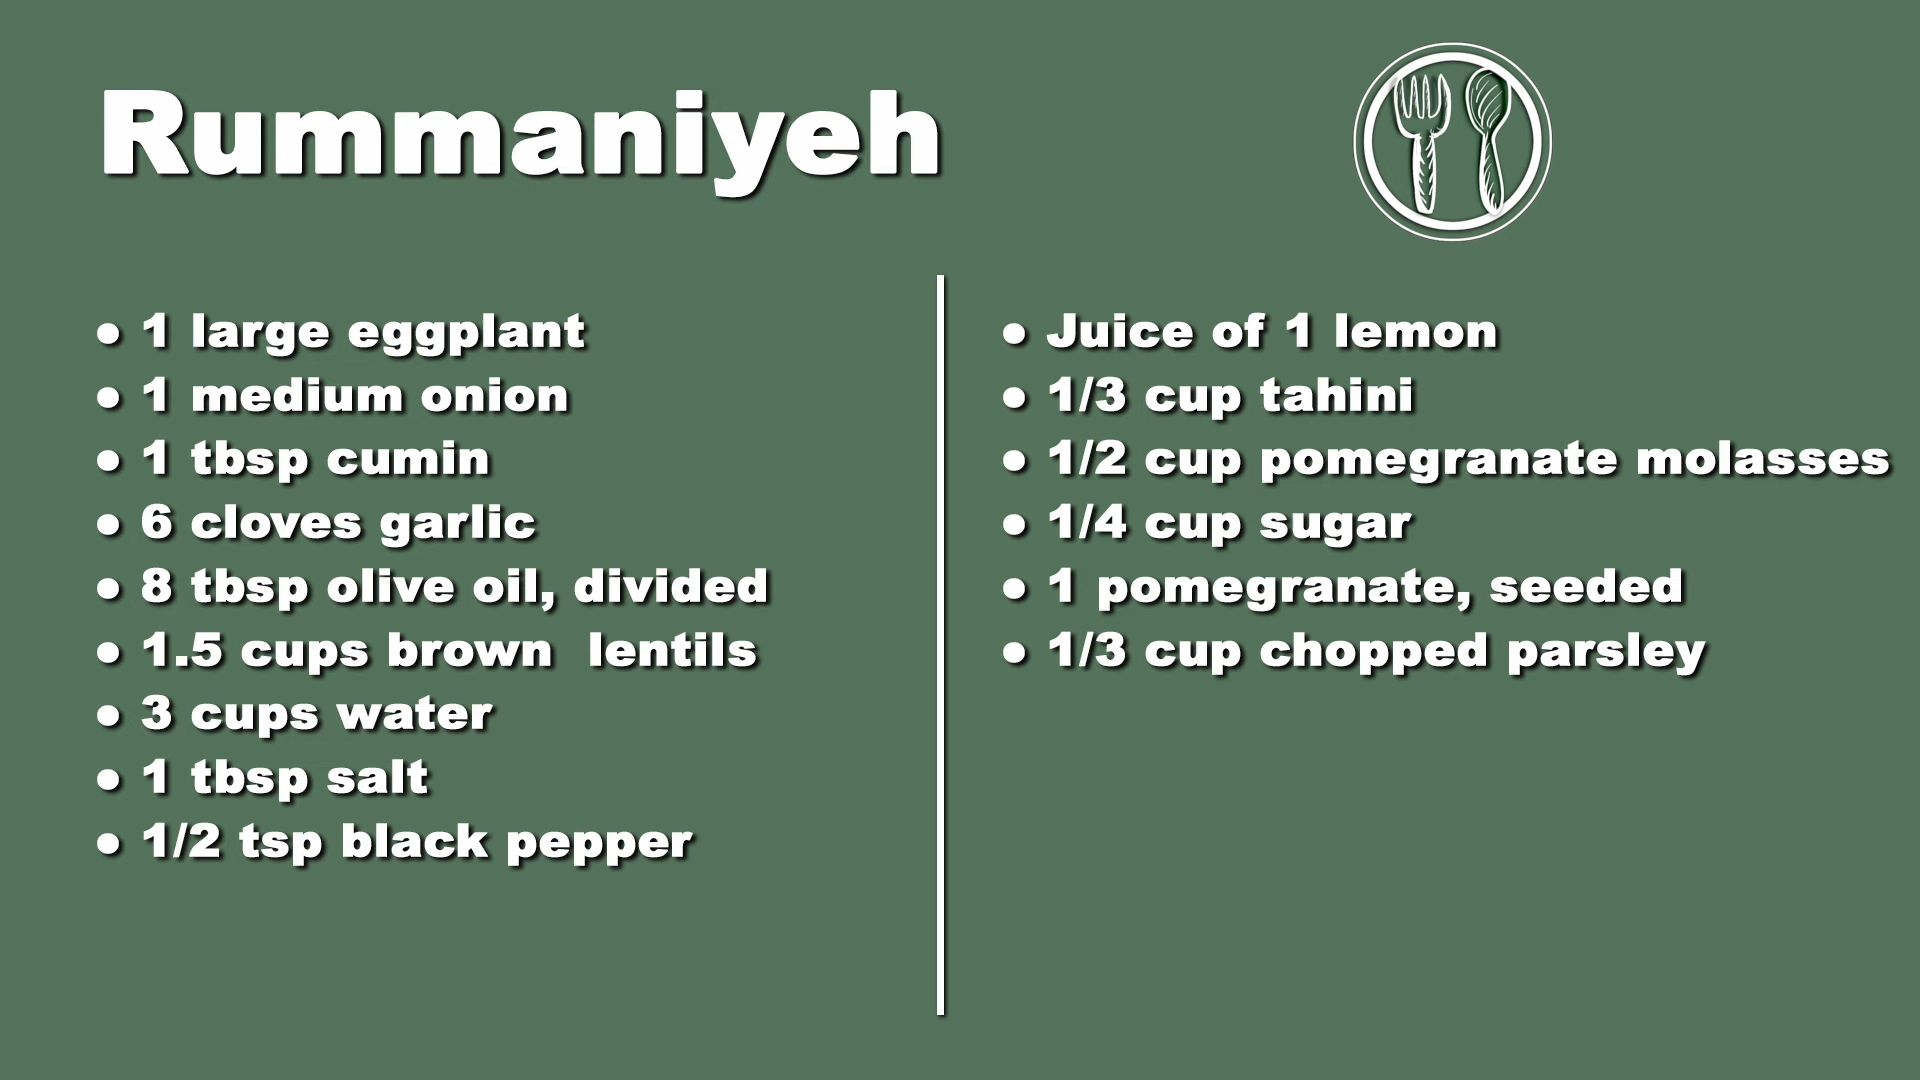 Rummaniyeh
● 1 large eggplant
● 1 medium onion
● 1 tbsp cumin
● 6 cloves garlic
● 8 tbsp olive oil, divided
● 1.5 cups brown  lentils
● 3 cups water
● 1 tbsp salt
● 1/2 tsp black pepper
● Juice of 1 lemon
● 1/3 cup tahini
● 1/2 cup pomegranate molasses
● 1/4 cup sugar
● 1 pomegranate, seeded
● 1/3 cup chopped parsley